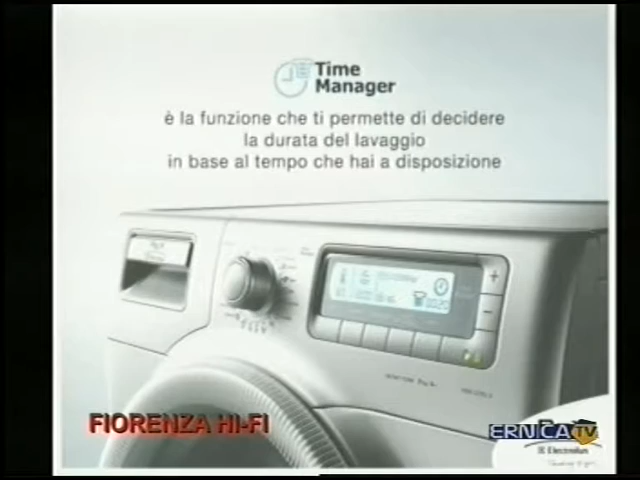 Time
Manager
è la funzione che ti permette di decidere
la durata del lavaggio
in base al tempo che hai a disposizione
FIORENZA HI-FI
ERNICA TV
Electrolux